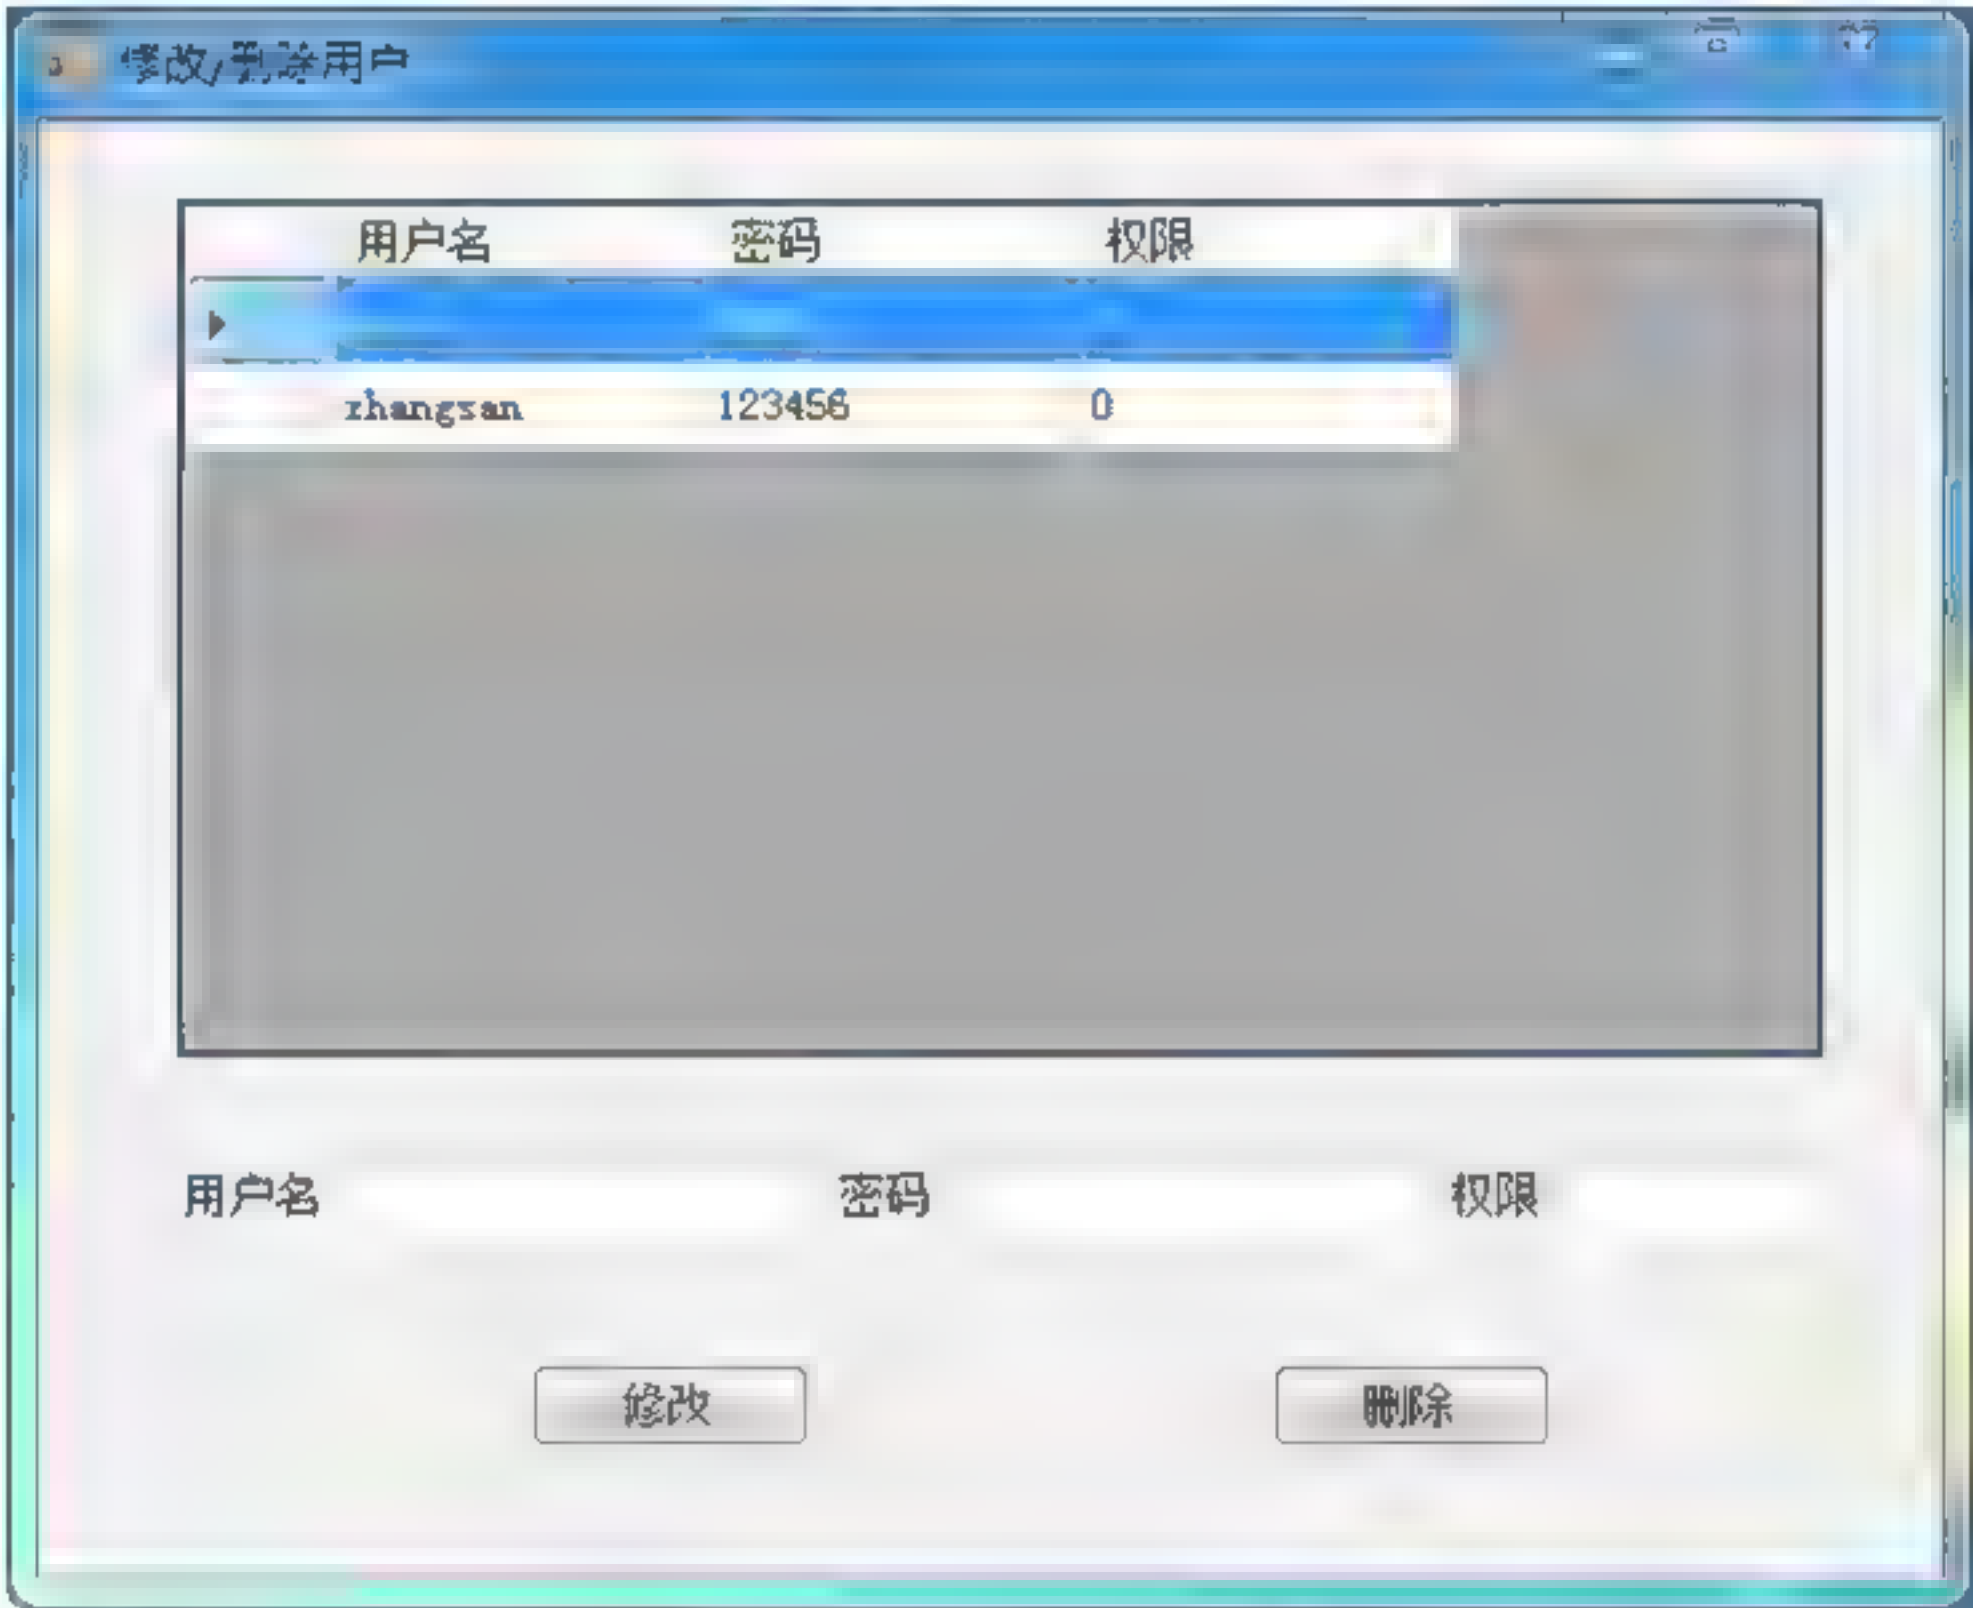 修改/删除用户
用户名 密码 权限
zhangsan 123456 0
用户名 密码 权限
修改 删除